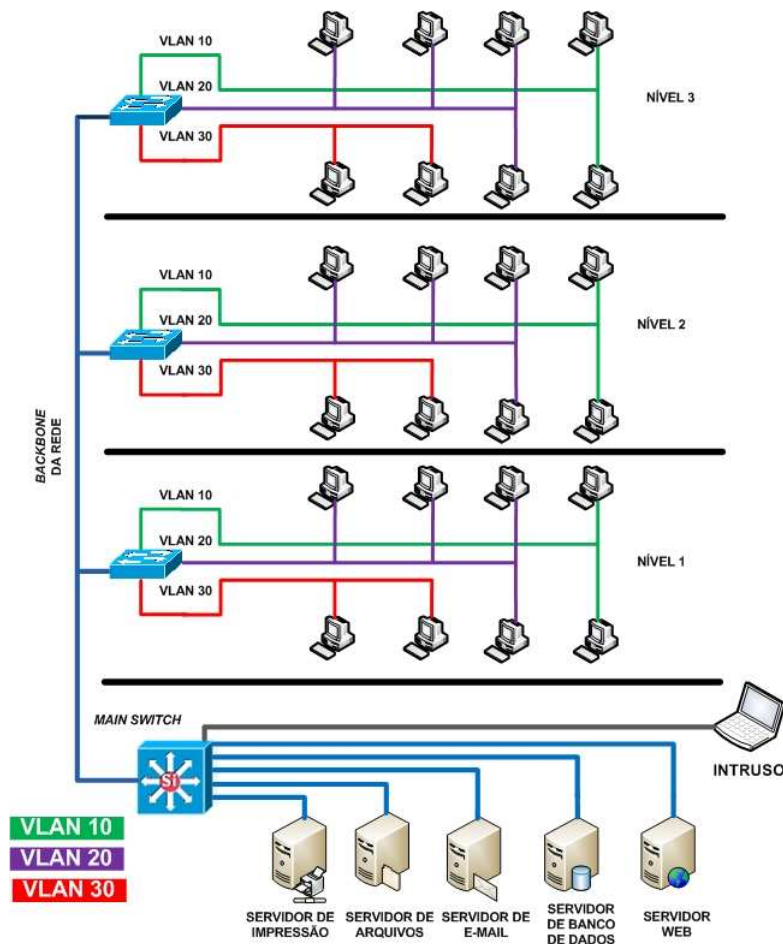 VLAN 10
VLAN 20
VLAN 30
NÍVEL 3
VLAN 10
VLAN 20
VLAN 30
NÍVEL 2
BACKBONE
DA REDE
VLAN 10
VLAN 20
VLAN 30
NÍVEL 1
MAIN SWITCH
Si
INTRUSO
VLAN 10
VLAN 20
VLAN 30
SERVIDOR DE
IMPRESSÃO
SERVIDOR DE
ARQUIVOS
SERVIDOR DE
E-MAIL
SERVIDOR
DE BANCO
DE DADOS
SERVIDOR
WEB